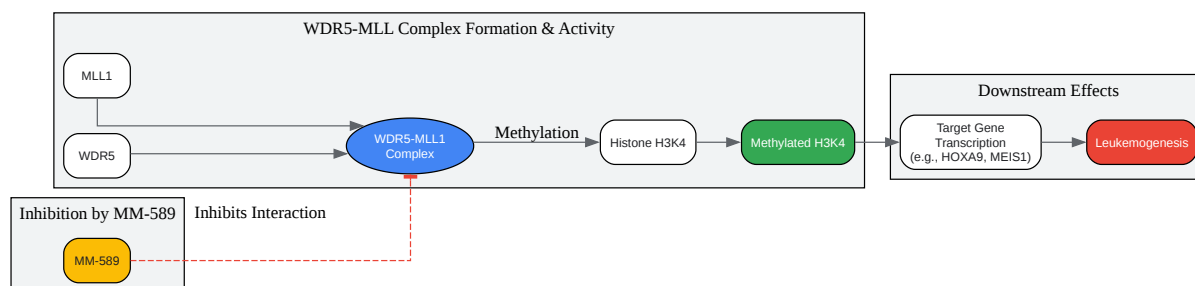 WDR5-MLL Complex Formation & Activity
MLL1
WDR5
WDR5-MLL1
Complex
Methylation
Histone H3K4
Methylated H3K4
Downstream Effects
Target Gene
Transcription
(e.g., HOXA9, MEIS1)
Leukemogenesis
Inhibition by MM-589
Inhibits Interaction
MM-589